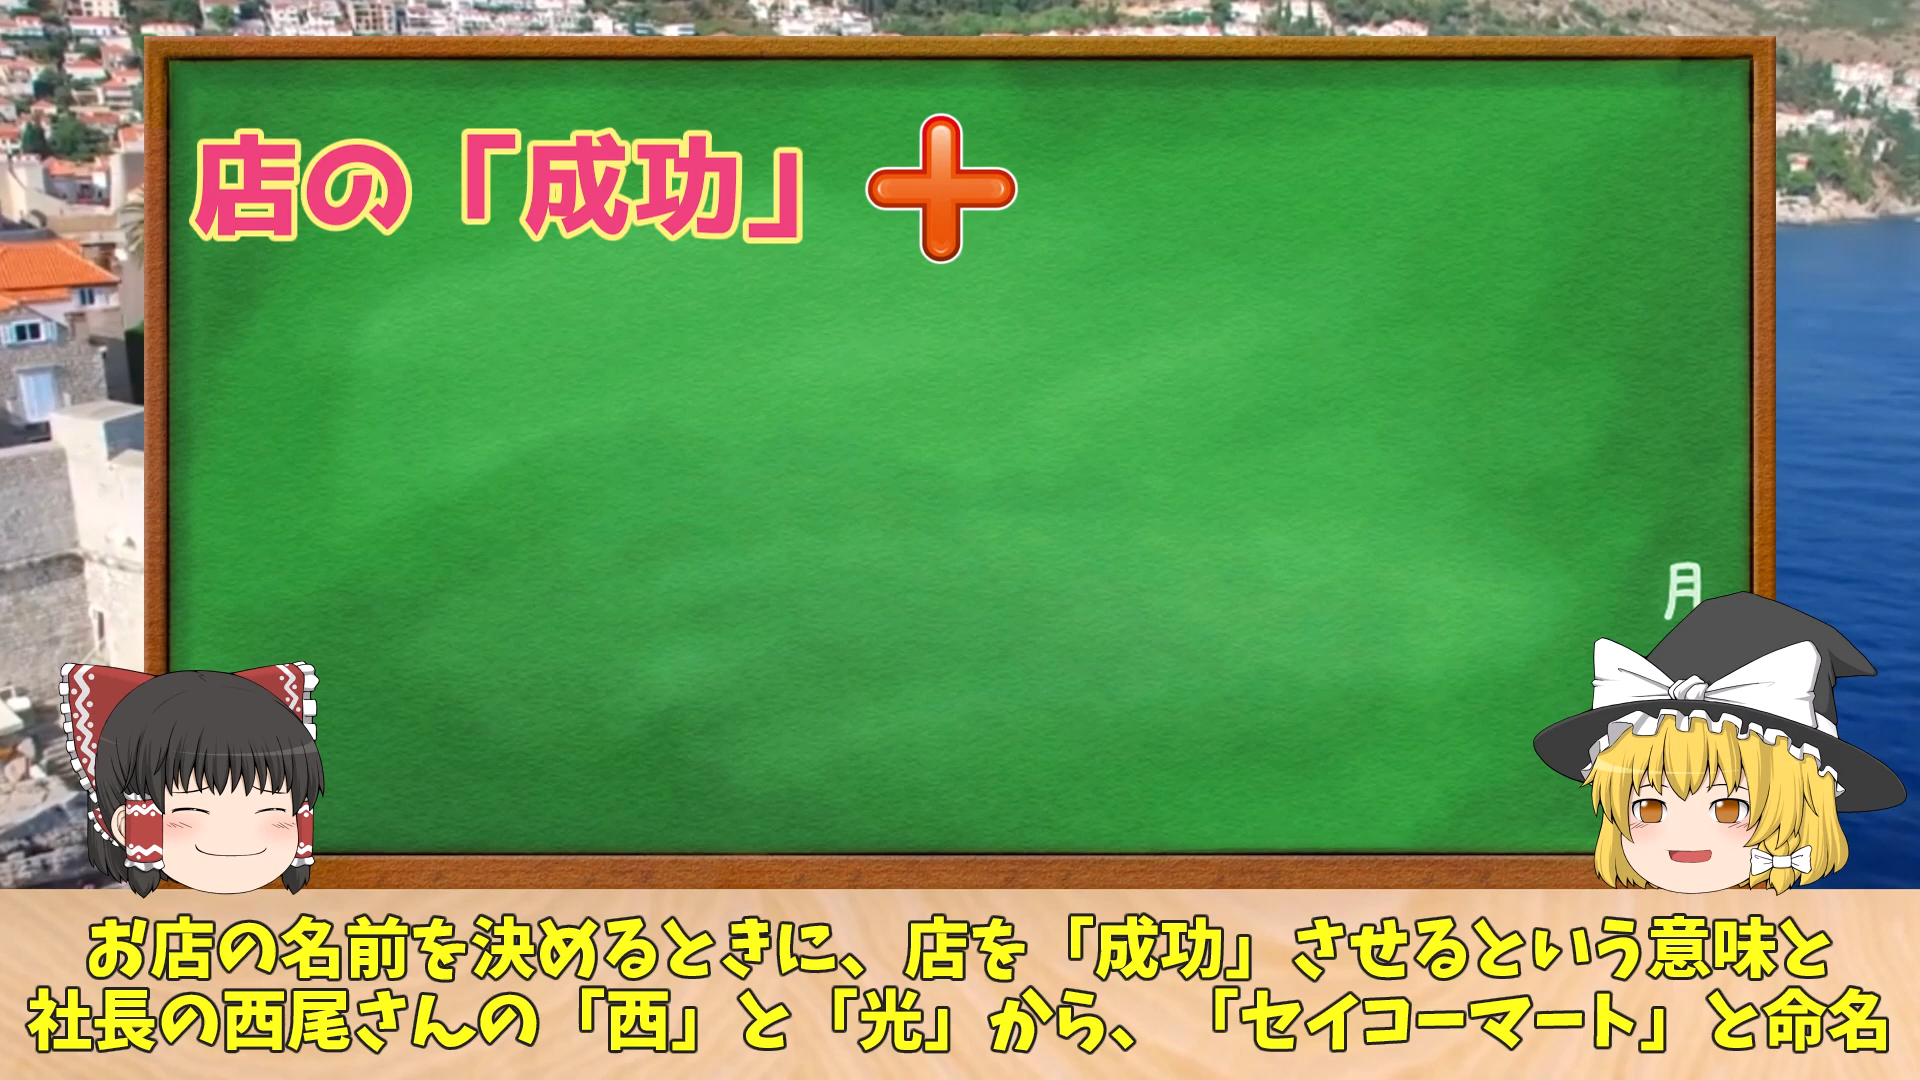 店の「成功」
月
お店の名前を決めるときに、店を「成功」させるという意味と
社長の西尾さんの「西」と「光」から、「セイコーマート」と命名